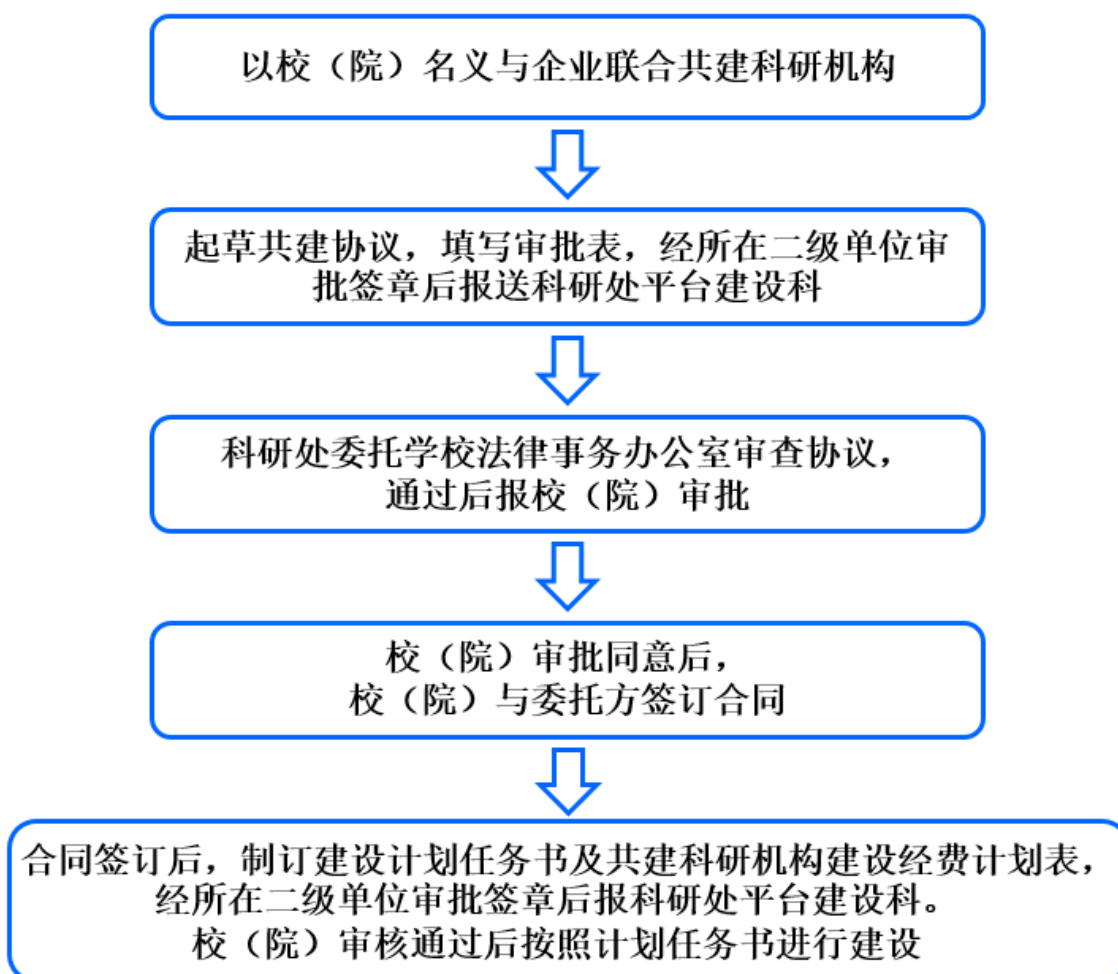 以校（院）名义与企业联合共建科研机构
起草共建协议，填写审批表，经所在二级单位审
批签章后报送科研处平台建设科
科研处委托学校法律事务办公室审查协议，
通过后报校（院）审批
校（院）审批同意后，
校（院）与委托方签订合同
合同签订后，制订建设计划任务书及共建科研机构建设经费计划表，
经所在二级单位审批签章后报科研处平台建设科。
校（院）审核通过后按照计划任务书进行建设